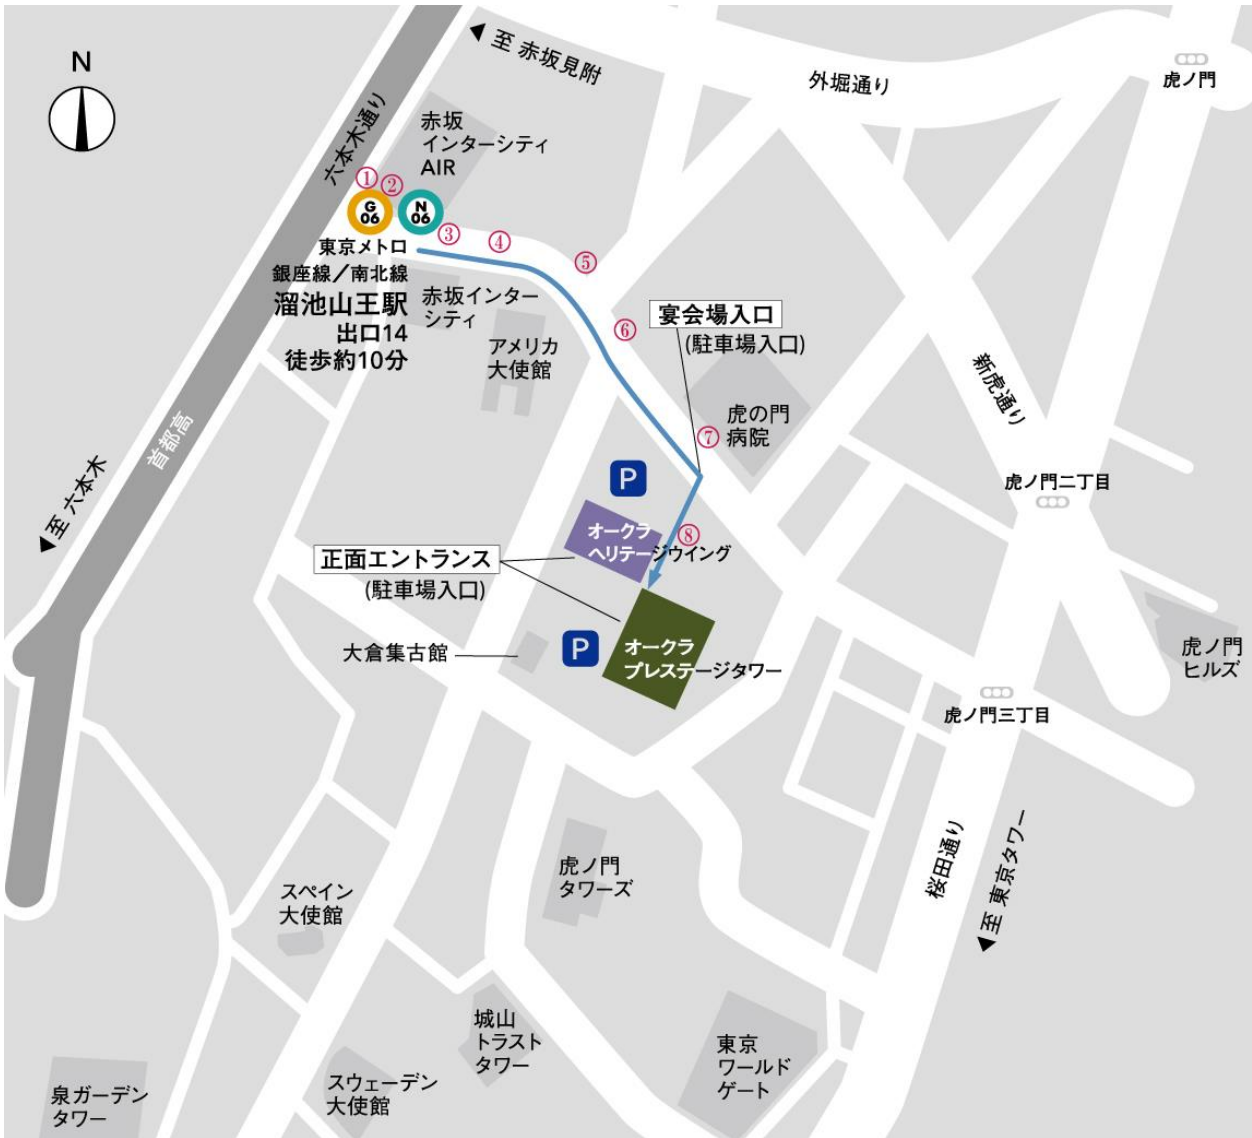 N
至 赤坂見附
外堀通り
虎ノ門
六本木通り
赤坂
インターシティ
AIR
①
②
G
06
N
06
③
④
⑤
⑥
⑦
⑧
東京メトロ
銀座線/南北線
溜池山王駅
出口14
徒歩約10分
赤坂インター
シティ
アメリカ
大使館
宴会場入口
(駐車場入口)
虎の門
病院
新虎通り
首都高
至 六本木
虎ノ門二丁目
P
オークラ
ヘリテージウイング
正面エントランス
(駐車場入口)
大倉集古館
P
オークラ
プレステージタワー
虎ノ門
ヒルズ
虎ノ門三丁目
桜田通り
至 東京タワー
虎ノ門
タワーズ
スペイン
大使館
城山
トラスト
タワー
東京
ワールド
ゲート
スウェーデン
大使館
泉ガーデン
タワー